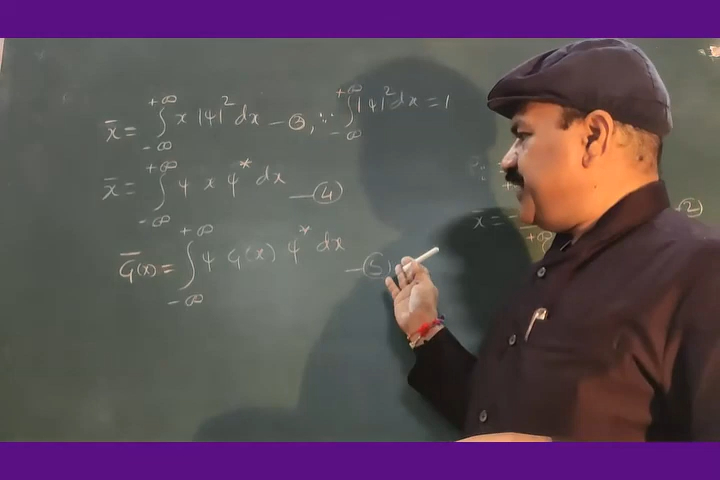 x̄ = ∫_{-∞}^{+∞} x |ψ|² dx — ③, ∵ ∫_{-∞}^{+∞} |ψ|² dx = 1
x̄ = ∫_{-∞}^{+∞} ψ x ψ* dx — ④
x = — ②
G̅(x) = ∫_{-∞}^{+∞} ψ G(x) ψ* dx — ⑤